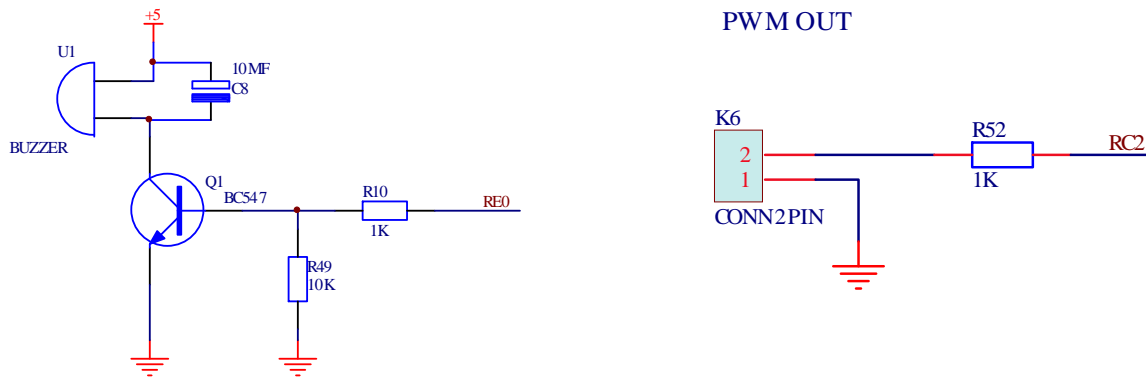 +5
U1
10MF
C8
BUZZER
Q1
BC547
R10
1K
RE0
R49
10K
PWM OUT
K6
2
1
CONN2PIN
R52
1K
RC2